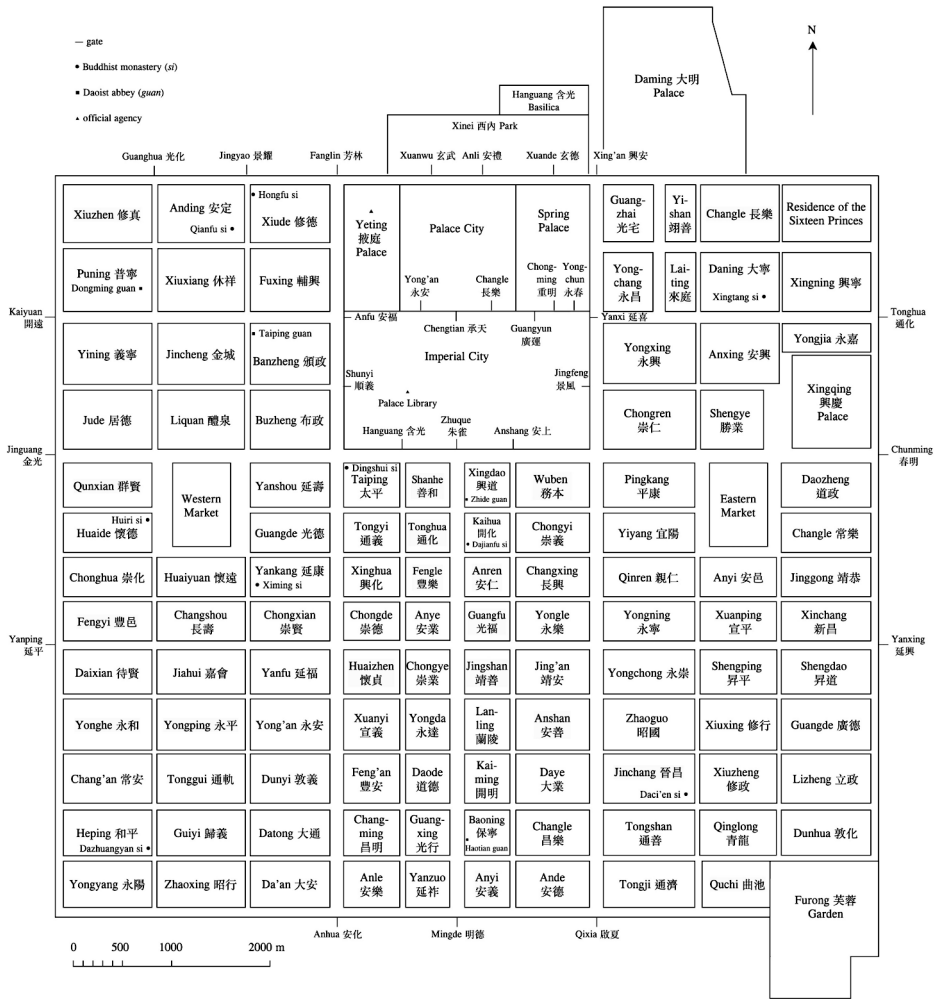 — gate
• Buddhist monastery (si)
▪ Daoist abbey (guan)
▴ official agency
N
Daming 大明
Palace
Hanguang 含光
Basilica
Xinei 西內 Park
Guanghua 光化
Jingyao 景耀
Fanglin 芳林
Xuanwu 玄武
Anli 安禮
Xuande 玄德
Xing'an 興安
Xiuzhen 修真
Anding 安定
Qianfu si •
• Hongfu si
Xiude 修德
▴
Yeting
掖庭
Palace
Palace City
Spring
Palace
Guang-
zhai
光宅
Yi-
shan
翊善
Changle 長樂
Residence of the
Sixteen Princes
Puning 普寧
Dongming guan ▪
Xiuxiang 休祥
Fuxing 輔興
Yong'an
永安
Changle
長樂
Chong-
ming
重明
Yong-
chun
永春
Yong-
chang
永昌
Lai-
ting
來庭
Daning 大寧
Xingtang si •
Xingning 興寧
Kaiyuan
開遠
Anfu 安福
Chengtian 承天
Guangyun
廣運
Yanxi 延喜
Tonghua
通化
Yining 義寧
Jincheng 金城
▪ Taiping guan
Banzheng 頒政
Imperial City
Yongxing
永興
Anxing 安興
Yongjia 永嘉
Shunyi
順義
Jingfeng
景風
Xingqing
興慶
Palace
Jude 居德
Liquan 醴泉
Buzheng 布政
▴
Palace Library
Hanguang 含光
Zhuque
朱雀
Anshang 安上
Chongren
崇仁
Shengye
勝業
Jinguang
金光
Chunming
春明
Qunxian 群賢
Western
Market
Yanshou 延壽
• Dingshui si
Taiping
太平
Shanhe
善和
Xingdao
興道
▪ Zhide guan
Wuben
務本
Pingkang
平康
Eastern
Market
Daozheng
道政
Huiri si •
Huaide 懷德
Guangde 光德
Tongyi
通義
Tonghua
通化
Kaihua
開化
• Dajianfu si
Chongyi
崇義
Yiyang 宜陽
Changle 常樂
Chonghua 崇化
Huaiyuan 懷遠
Yankang 延康
• Ximing si
Xinghua
興化
Fengle
豐樂
Anren
安仁
Changxing
長興
Qinren 親仁
Anyi 安邑
Jinggong 靖恭
Fengyi 豐邑
Changshou
長壽
Chongxian
崇賢
Chongde
崇德
Anye
安業
Guangfu
光福
Yongle
永樂
Yongning
永寧
Xuanping
宣平
Xinchang
新昌
Yanping
延平
Yanxing
延興
Daixian 待賢
Jiahui 嘉會
Yanfu 延福
Huaizhen
懷貞
Chongye
崇業
Jingshan
靖善
Jing'an
靖安
Yongchong 永崇
Shengping
昇平
Shengdao
昇道
Yonghe 永和
Yongping 永平
Yong'an 永安
Xuanyi
宣義
Yongda
永達
Lan-
ling
蘭陵
Anshan
安善
Zhaoguo
昭國
Xiuxing 修行
Guangde 廣德
Chang'an 常安
Tonggui 通軌
Dunyi 敦義
Feng'an
豐安
Daode
道德
Kai-
ming
開明
Daye
大業
Jinchang 晉昌
Daci'en si •
Xiuzheng
修政
Lizheng 立政
Heping 和平
Dazhuangyan si •
Guiyi 歸義
Datong 大通
Chang-
ming
昌明
Guang-
xing
光行
Baoning
保寧
▪
Haotian guan
Changle
昌樂
Tongshan
通善
Qinglong
青龍
Dunhua 敦化
Yongyang 永陽
Zhaoxing 昭行
Da'an 大安
Anle
安樂
Yanzuo
延祚
Anyi
安義
Ande
安德
Tongji 通濟
Quchi 曲池
Furong 芙蓉
Garden
Anhua 安化
Mingde 明德
Qixia 啟夏
0 500 1000 2000 m